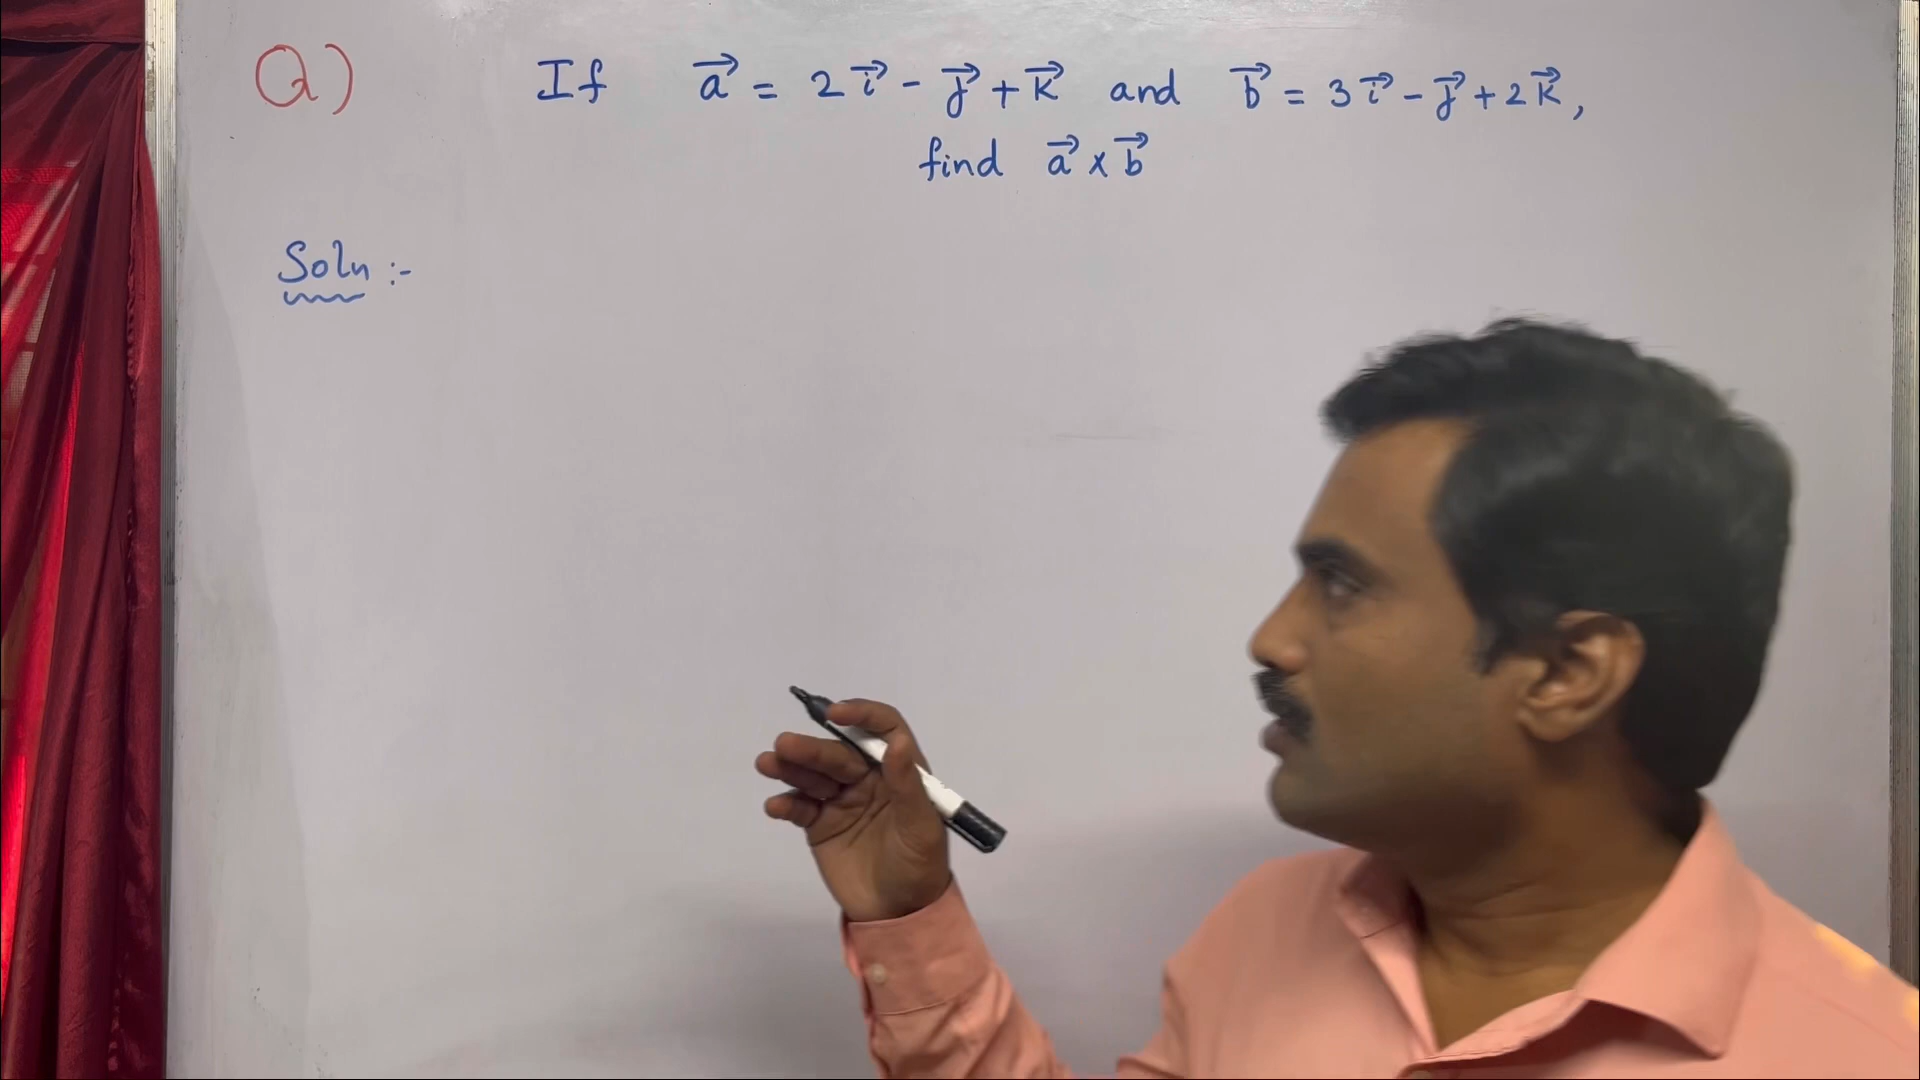 Q) If a⃗ = 2i⃗ - j⃗ + k⃗ and b⃗ = 3i⃗ - j⃗ + 2k⃗,
find a⃗ x b⃗
Soln :-